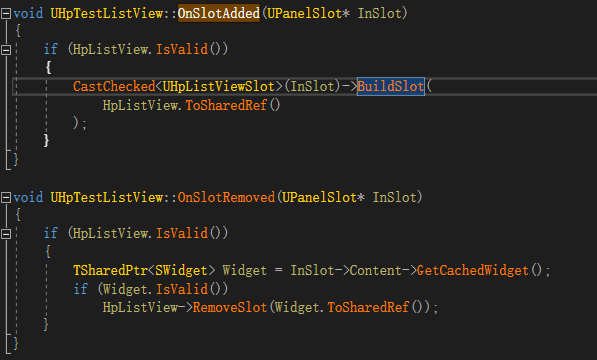 void UHpTestListView::OnSlotAdded(UPanelSlot* InSlot)
{
if (HpListView.IsValid())
{
CastChecked<UHpListViewSlot>(InSlot)->BuildSlot(
HpListView.ToSharedRef()
);
}
}
void UHpTestListView::OnSlotRemoved(UPanelSlot* InSlot)
{
if (HpListView.IsValid())
{
TSharedPtr<SWidget> Widget = InSlot->Content->GetCachedWidget();
if (Widget.IsValid())
HpListView->RemoveSlot(Widget.ToSharedRef());
}
}